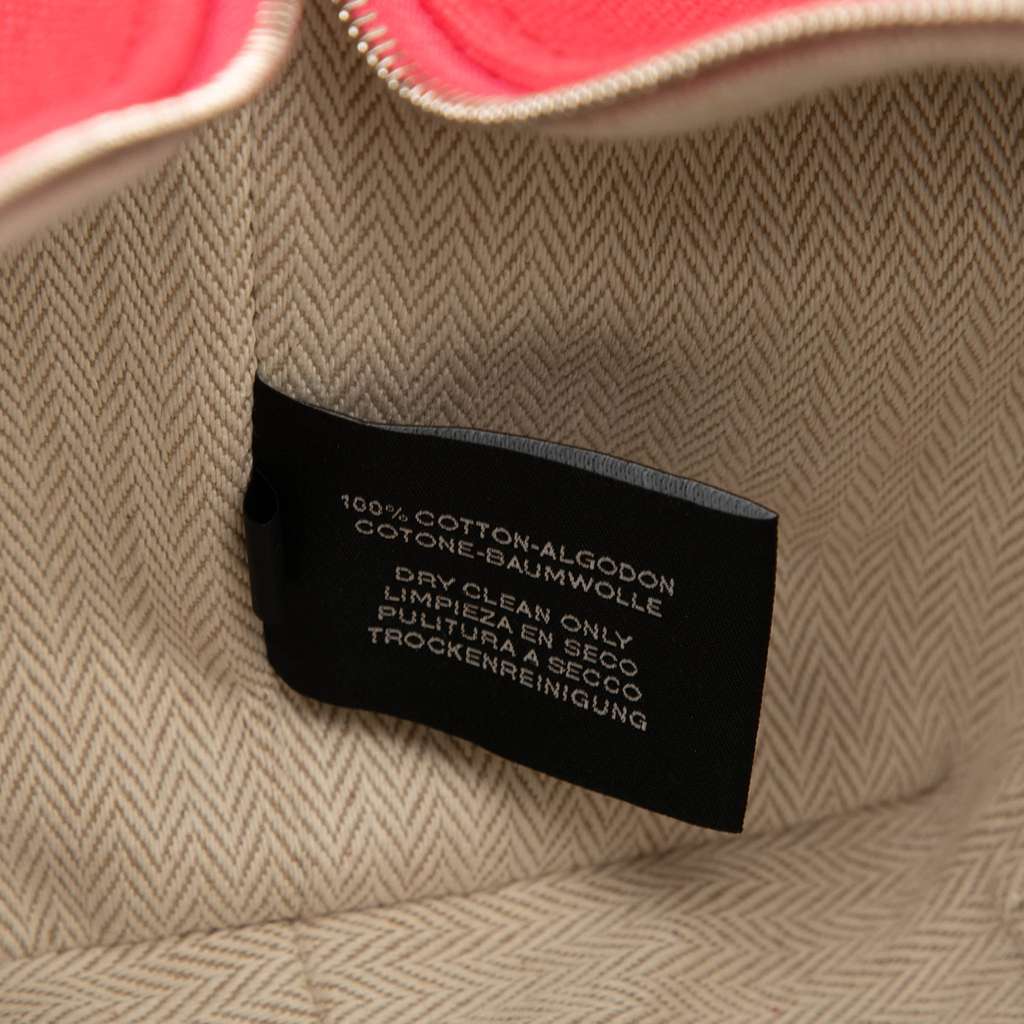 100% COTTON-ALGODON
COTONE-BAUMWOLLE
DRY CLEAN ONLY
LIMPIEZA EN SECO
PULITURA A SECCO
TROCKENREINIGUNG